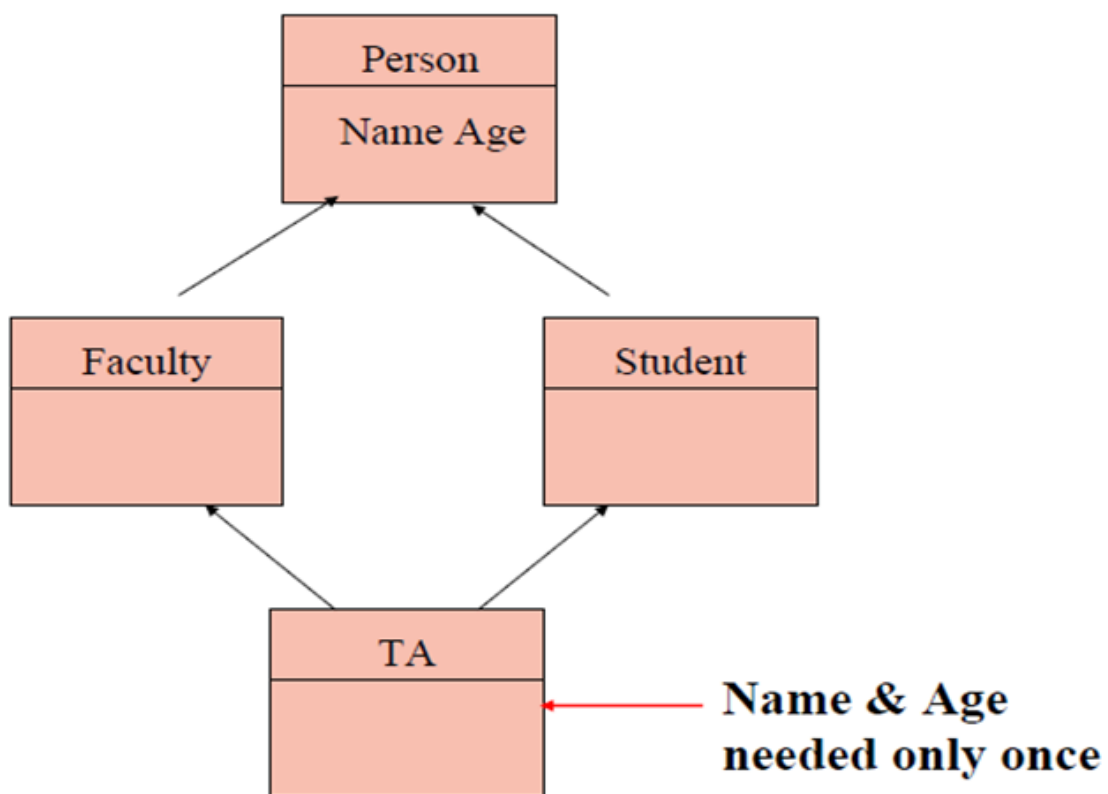 Person
Name Age
Faculty
Student
TA
Name & Age
needed only once